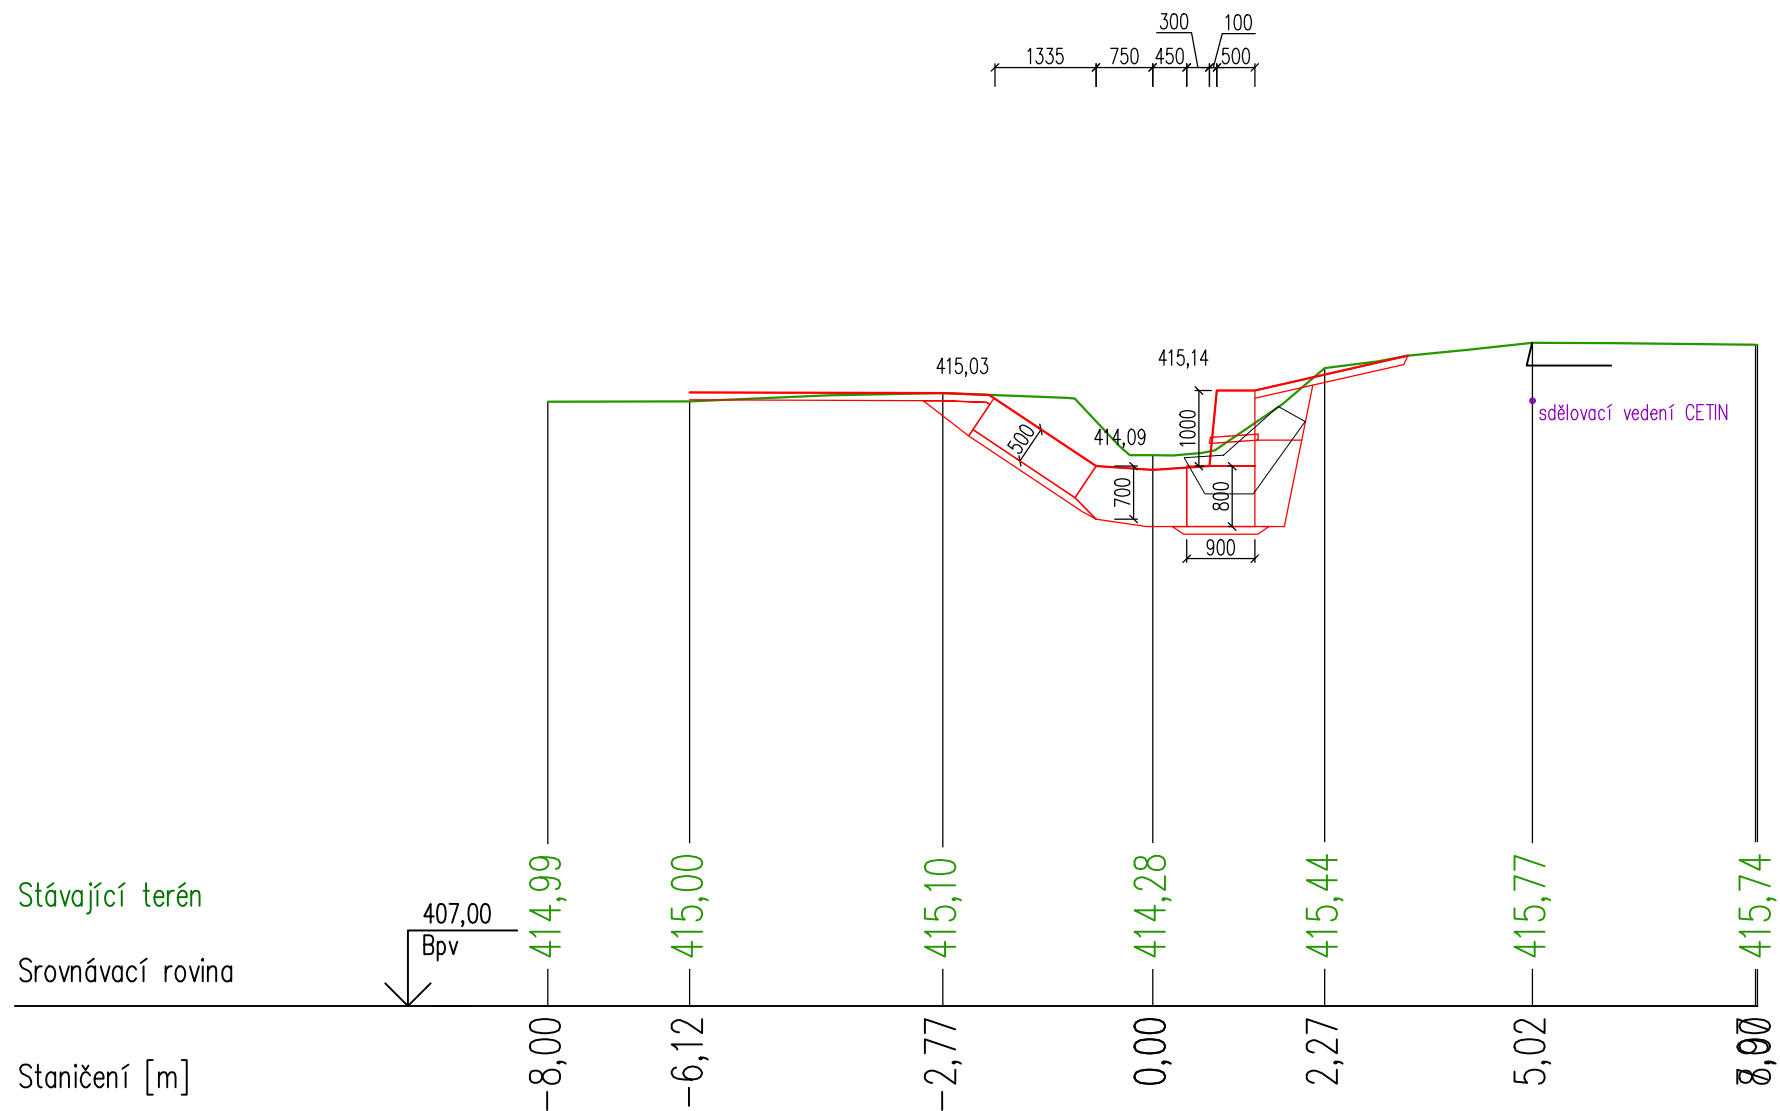 300 100
1335 750 450 500
415,03 415,14
500 414,09 1000
sdělovací vedení CETIN
700 800
900
Stávající terén 414,99 415,00 415,10 414,28 415,44 415,77 415,74
407,00
Bpv
Srovnávací rovina
Staničení [m] -8,00 -6,12 -2,77 0,00 2,27 5,02